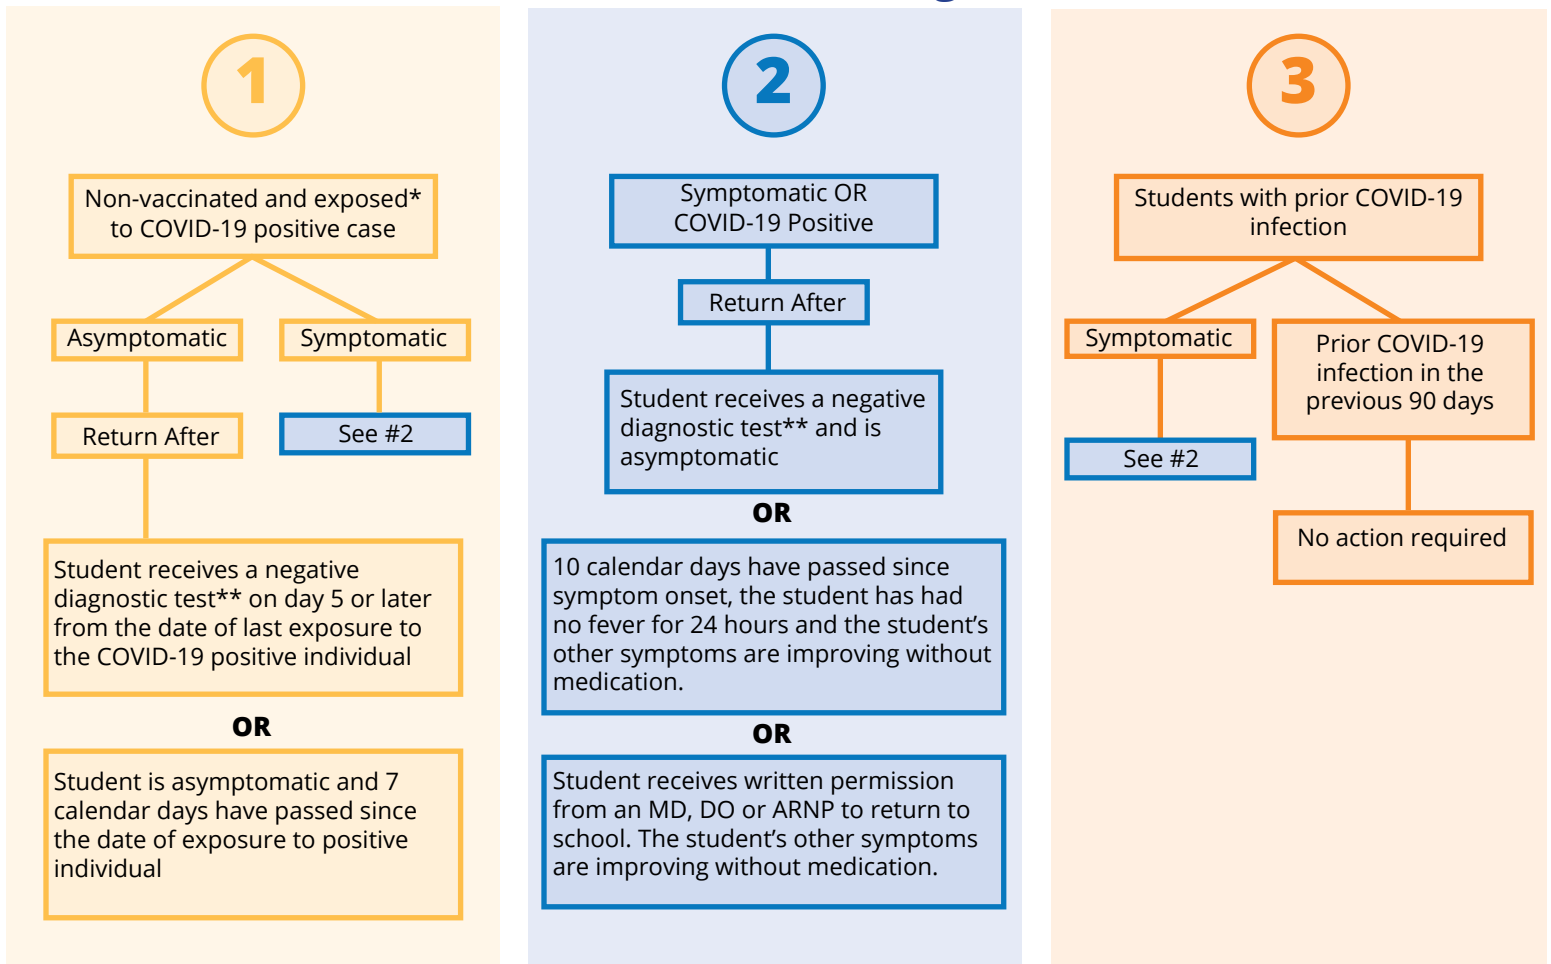 1
Non-vaccinated and exposed*
to COVID-19 positive case
Asymptomatic
Symptomatic
Return After
See #2
Student receives a negative
diagnostic test** on day 5 or later
from the date of last exposure to
the COVID-19 positive individual
OR
Student is asymptomatic and 7
calendar days have passed since
the date of exposure to positive
individual
2
Symptomatic OR
COVID-19 Positive
Return After
Student receives a negative
diagnostic test** and is
asymptomatic
OR
10 calendar days have passed since
symptom onset, the student has had
no fever for 24 hours and the student’s
other symptoms are improving without
medication.
OR
Student receives written permission
from an MD, DO or ARNP to return to
school. The student’s other symptoms
are improving without medication.
3
Students with prior COVID-19
infection
Symptomatic
See #2
Prior COVID-19
infection in the
previous 90 days
No action required